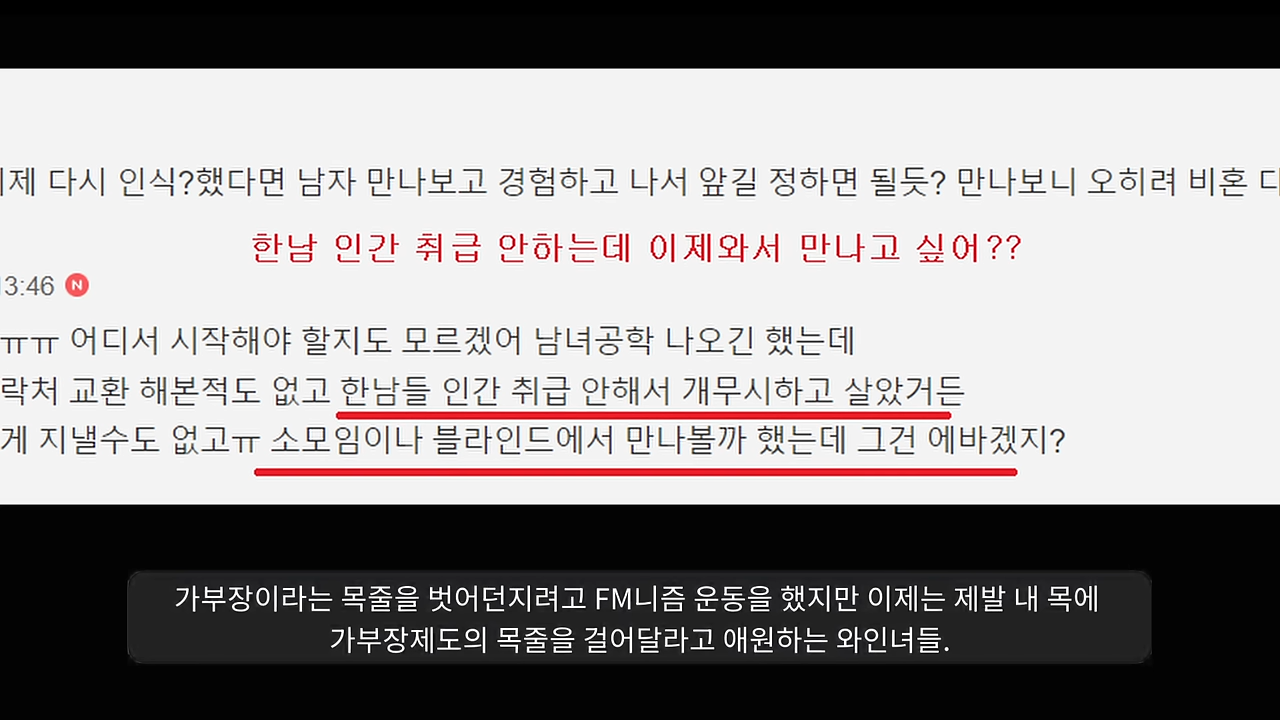 제 다시 인식?했다면 남자 만나보고 경험하고 나서 앞길 정하면 될듯? 만나보니 오히려 비혼
한남 인간 취급 안하는데 이제와서 만나고 싶어??
13:46 N
ㅠㅠ 어디서 시작해야 할지도 모르겠어 남녀공학 나오긴 했는데
락처 교환 해본적도 없고 한남들 인간 취급 안해서 개무시하고 살았거든
게 지낼수도 없고ㅠ 소모임이나 블라인드에서 만나볼까 했는데 그건 에바겠지?
가부장이라는 목줄을 벗어던지려고 FM니즘 운동을 했지만 이제는 제발 내 목에
가부장제도의 목줄을 걸어달라고 애원하는 와인녀들.